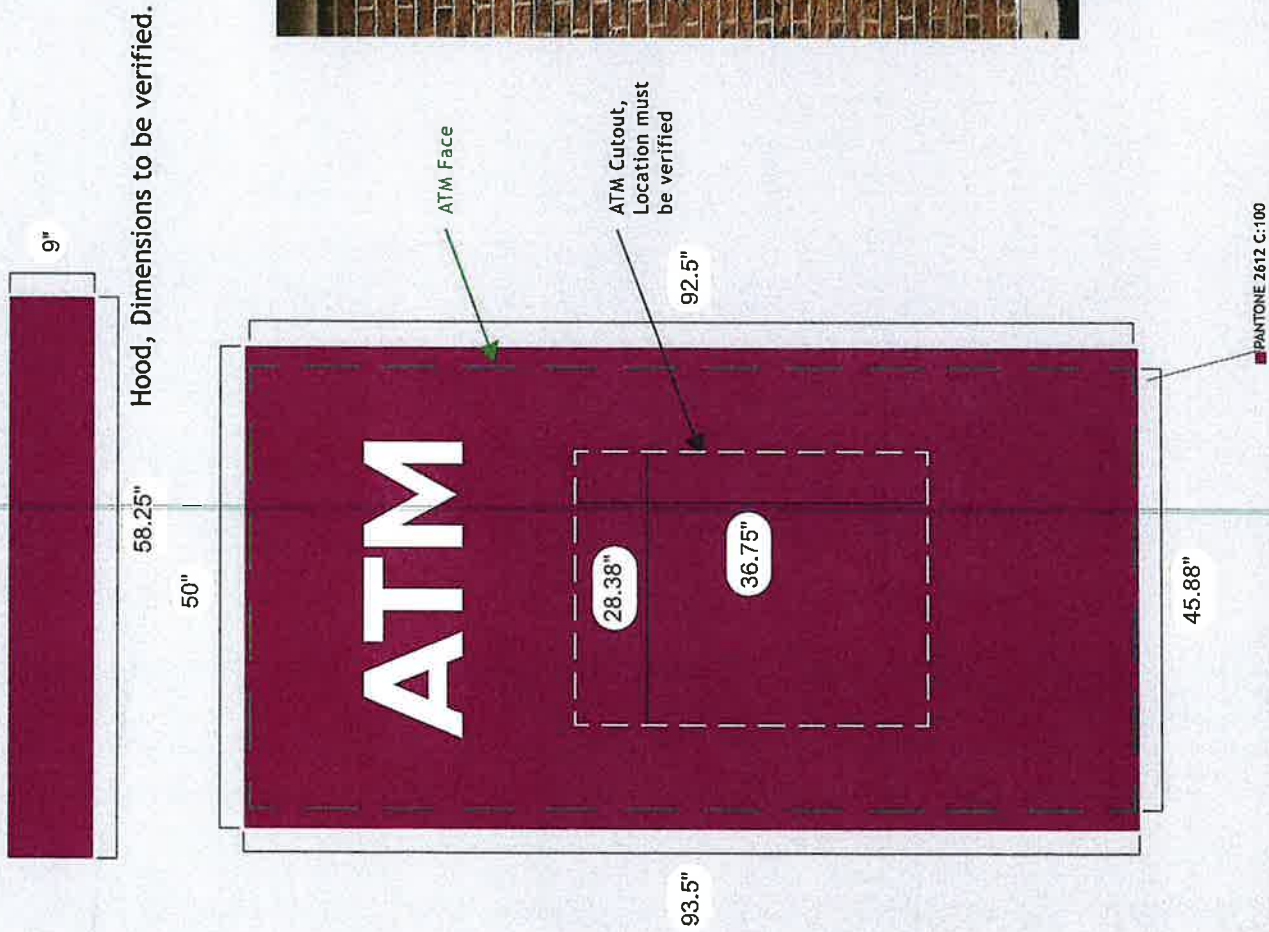 9"
58.25"
Hood, Dimensions to be verified.
50"
ATM
ATM Face
ATM Cutout,
Location must
be verified
28.38"
36.75"
92.5"
93.5"
45.88"
PANTONE 2612 C:100